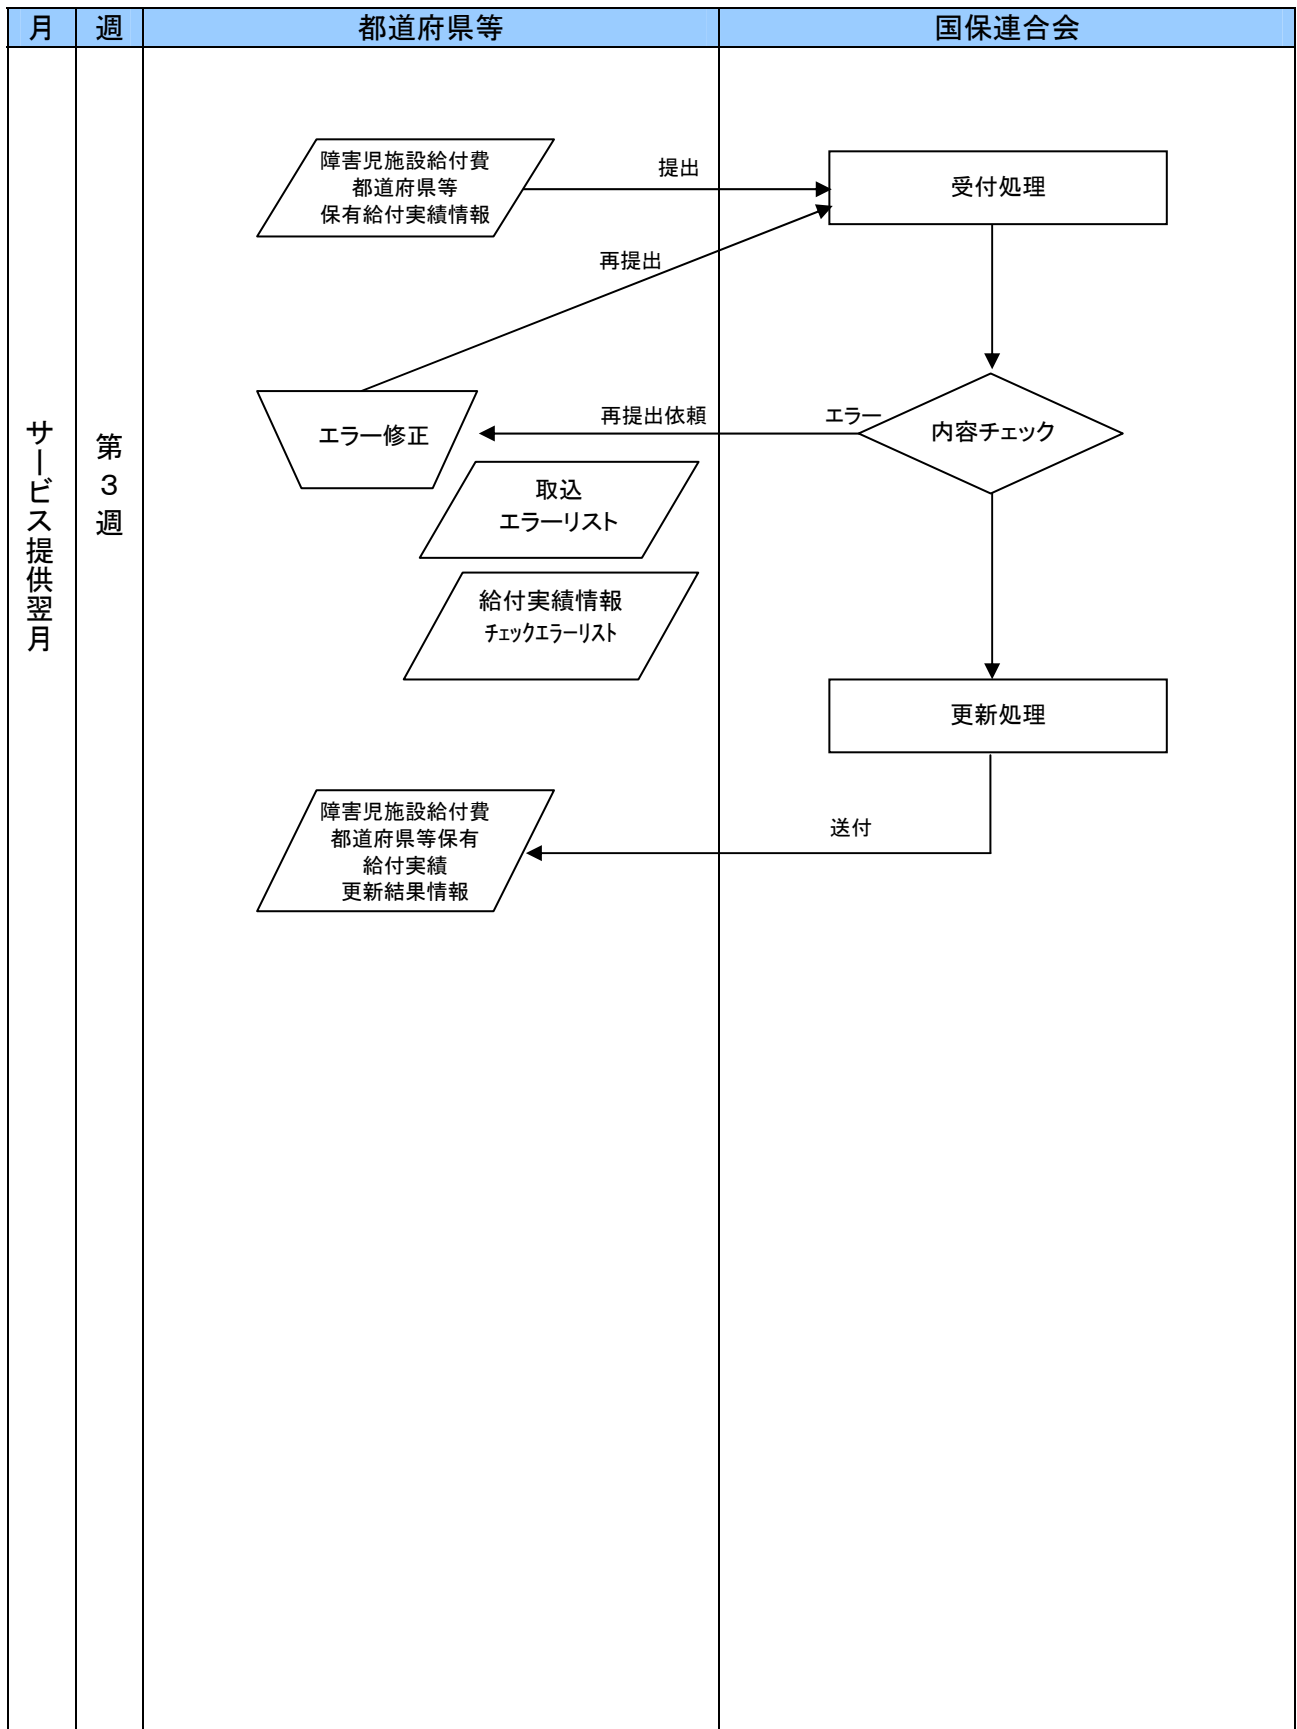 月 週 都道府県等 国保連合会
障害児施設給付費
都道府県等
保有給付実績情報
提出
受付処理
再提出
サービス提供翌月
第3週
エラー修正
再提出依頼
エラー
内容チェック
取込
エラーリスト
給付実績情報
ﾁｪｯｸｴﾗｰﾘｽﾄ
更新処理
障害児施設給付費
都道府県等保有
給付実績
更新結果情報
送付